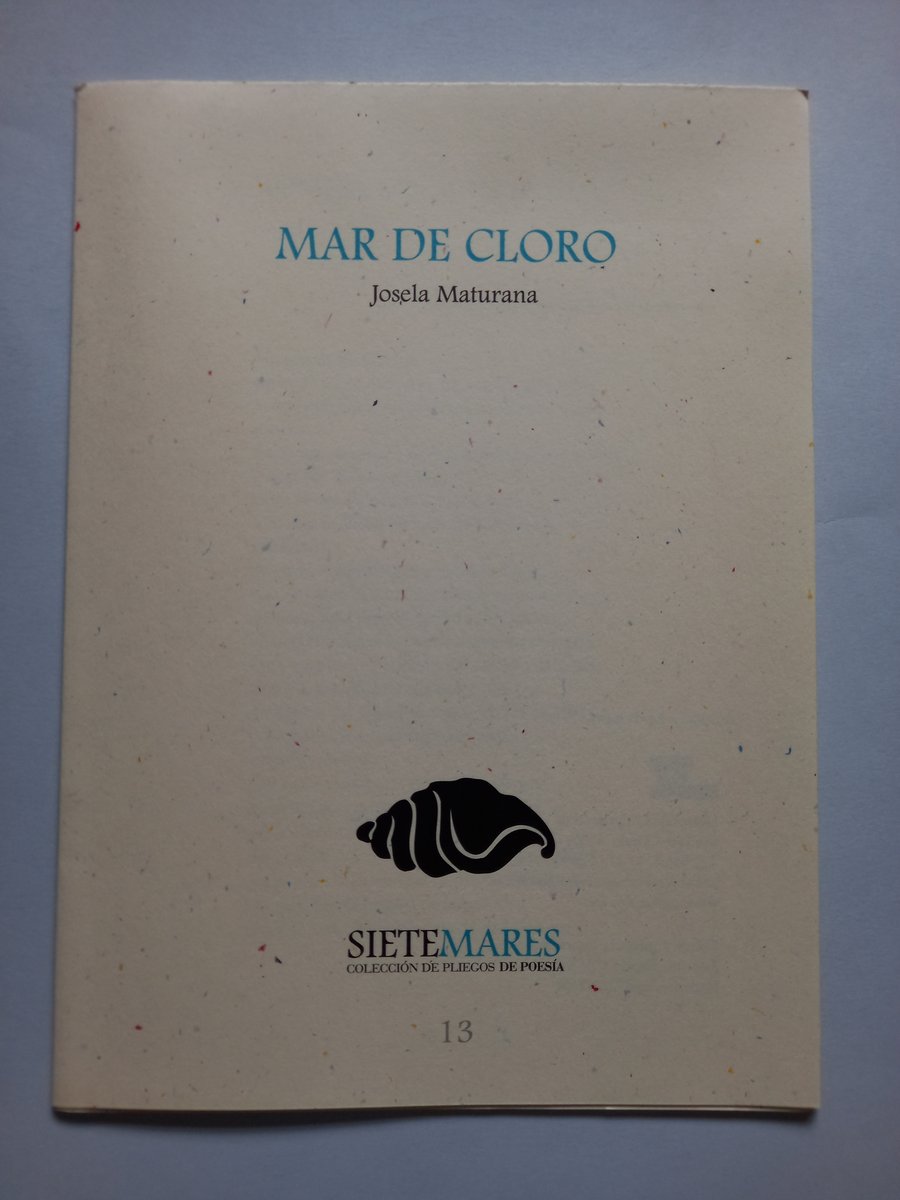 MAR DE CLORO
Josela Maturana
SIETEMARES
COLECCIÓN DE PLIEGOS DE POESÍA
13